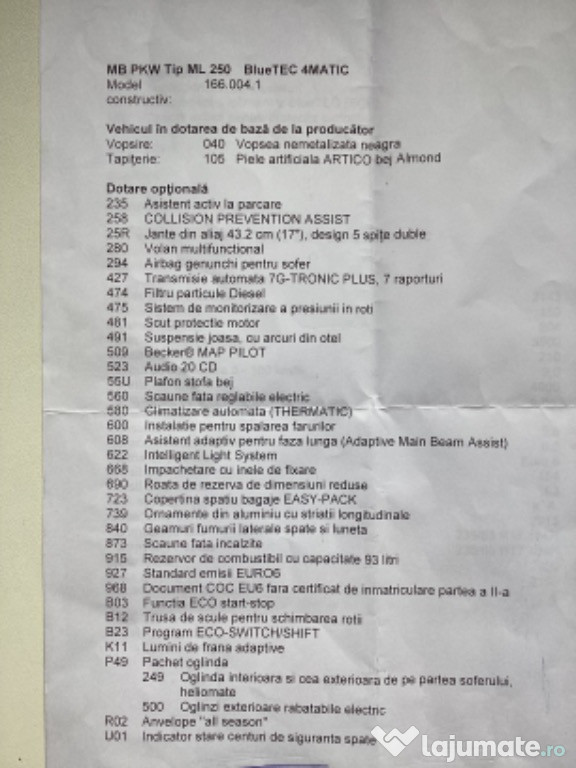 MB PKW Tip ML 250 BlueTEC 4MATIC
Model 166.004.1
constructiv:
Vehicul în dotarea de bază de la producător
Vopsire: 040 Vopsea nemetalizata neagra
Tapiterie: 105 Piele artificiala ARTICO bej Almond
Dotare opţională
235 Asistent activ la parcare
258 COLLISION PREVENTION ASSIST
25R Jante din aliaj 43.2 cm (17"), design 5 spiţe duble
280 Volan multifunctional
294 Airbag genunchi pentru sofer
427 Transmisie automata 7G-TRONIC PLUS, 7 raporturi
474 Filtru particule Diesel
475 Sistem de monitorizare a presiunii in roti
481 Scut protectie motor
491 Suspensie joasa, cu arcuri din otel
509 Becker® MAP PILOT
523 Audio 20 CD
55U Plafon stofa bej
560 Scaune fata reglabile electric
580 Climatizare automata (THERMATIC)
600 Instalatie pentru spalarea farurilor
608 Asistent adaptiv pentru faza lunga (Adaptive Main Beam Assist)
622 Intelligent Light System
668 Impachetare cu inele de fixare
690 Roata de rezerva de dimensiuni reduse
723 Copertina spatiu bagaje EASY-PACK
739 Ornamente din aluminiu cu striatii longitudinale
840 Geamuri fumurii laterale spate si luneta
873 Scaune fata incalzite
915 Rezervor de combustibil cu capacitate 93 litri
927 Standard emisii EURO6
968 Document COC EU6 fara certificat de inmatriculare partea a II-a
B03 Functia ECO start-stop
B12 Trusa de scule pentru schimbarea rotii
B23 Program ECO-SWITCH/SHIFT
K11 Lumini de frana adaptive
P49 Pachet oglinda
249 Oglinda interioara si cea exterioara de pe partea soferului,
heliomate
500 Oglinzi exterioare rabatabile electric
R02 Anvelope "all season"
U01 Indicator stare centuri de siguranta spate
lajumate.ro